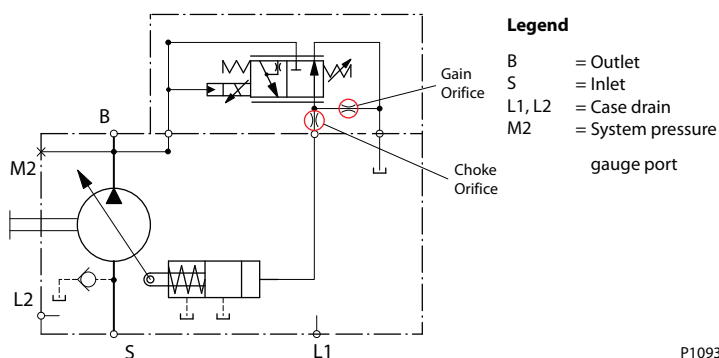 Legend
B = Outlet
S = Inlet
L1, L2 = Case drain
M2 = System pressure
gauge port
Gain
Orifice
Choke
Orifice
B
M2
L2
S
L1
P1093